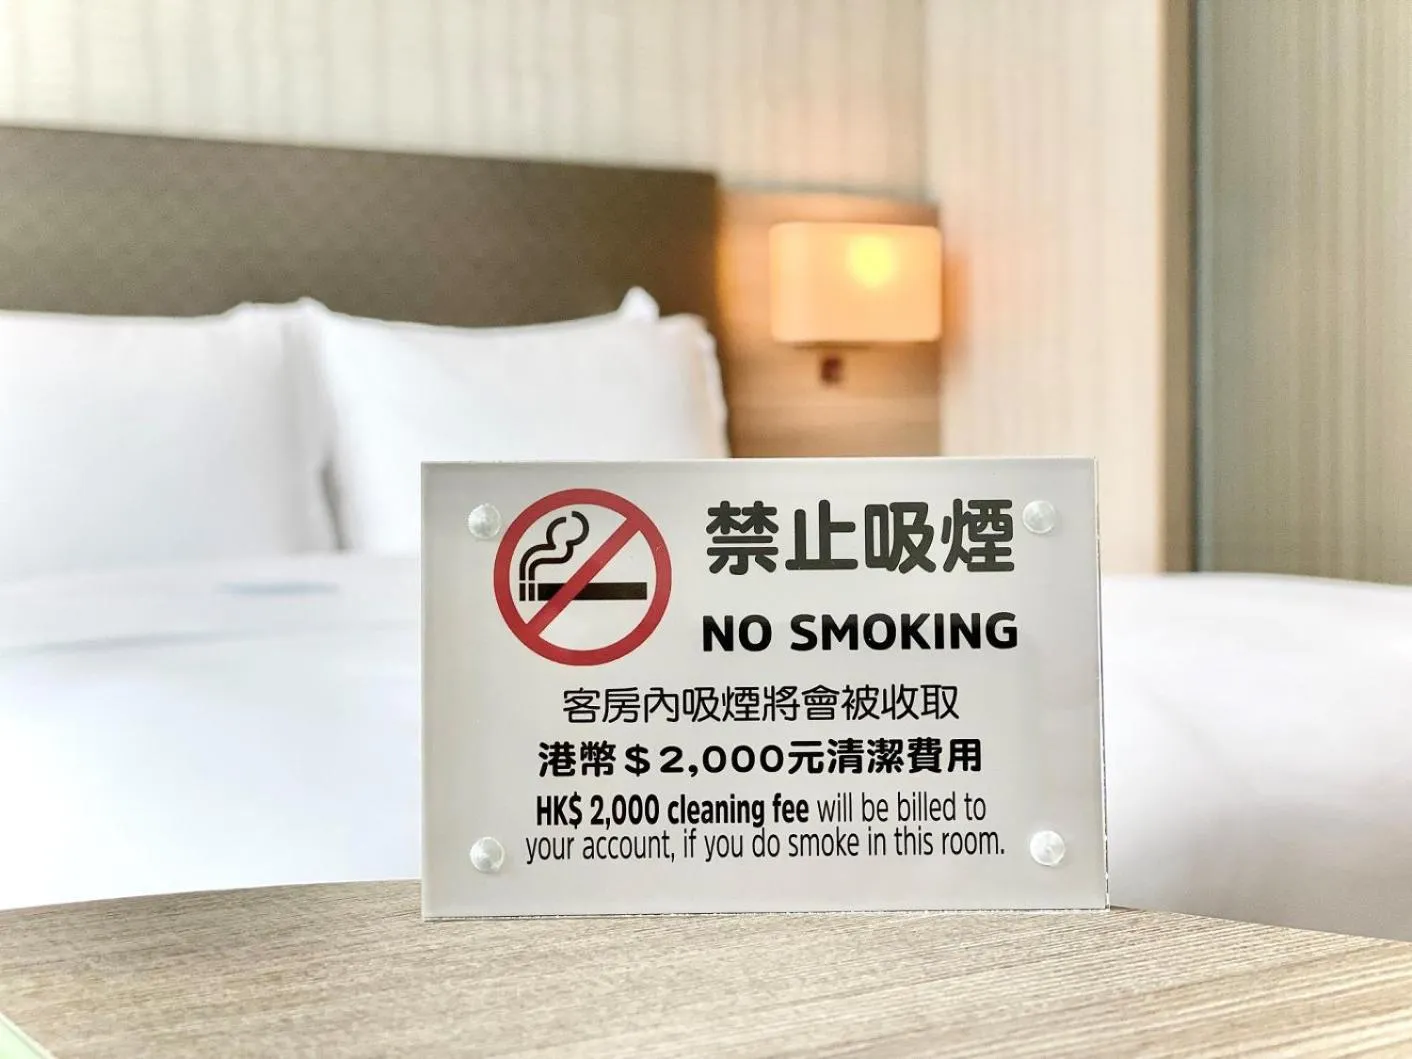 禁止吸煙
NO SMOKING
客房內吸煙將會被收取
港幣$2,000元清潔費用
HK$ 2,000 cleaning fee will be billed to
your account, if you do smoke in this room.